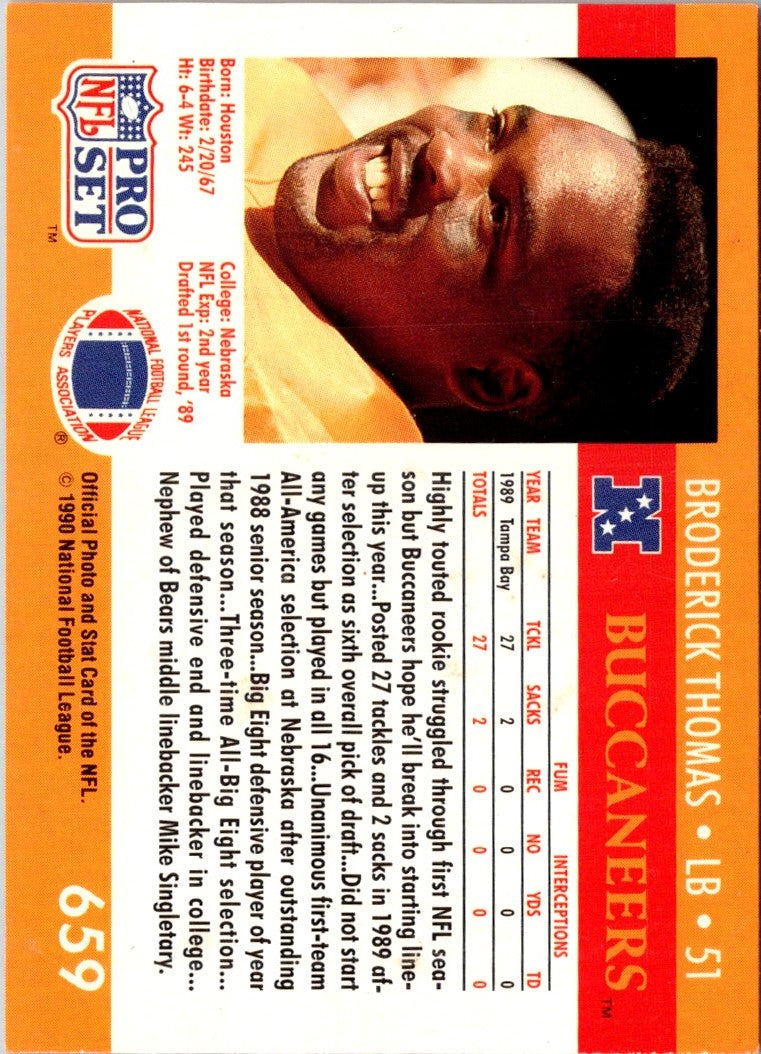 BRODERICK THOMAS • LB • 51
N BUCCANEERS™
FUM INTERCEPTIONS
YEAR TEAM TCKL SACKS REC NO YDS TD
1989 Tampa Bay 27 2 0 0 0 0
TOTALS 27 2 0 0 0 0
Highly touted rookie struggled through first NFL sea-
son but Buccaneers hope he'll break into starting line-
up this year...Posted 27 tackles and 2 sacks in 1989 af-
ter selection as sixth overall pick of draft...Did not start
any games but played in all 16...Unanimous first-team
All-America selection at Nebraska after outstanding
1988 senior season...Big Eight defensive player of year
that season...Three-time All-Big Eight selection...
Played defensive end and linebacker in college...
Nephew of Bears middle linebacker Mike Singletary.
Born: Houston
Birthdate: 2/20/67
Ht: 6-4 Wt: 245
College: Nebraska
NFL Exp: 2nd year
Drafted 1st round, '89
NFL
PRO
SET
™
NATIONAL FOOTBALL LEAGUE
PLAYERS ASSOCIATION
®
Official Photo and Stat Card of the NFL.
© 1990 National Football League.
659